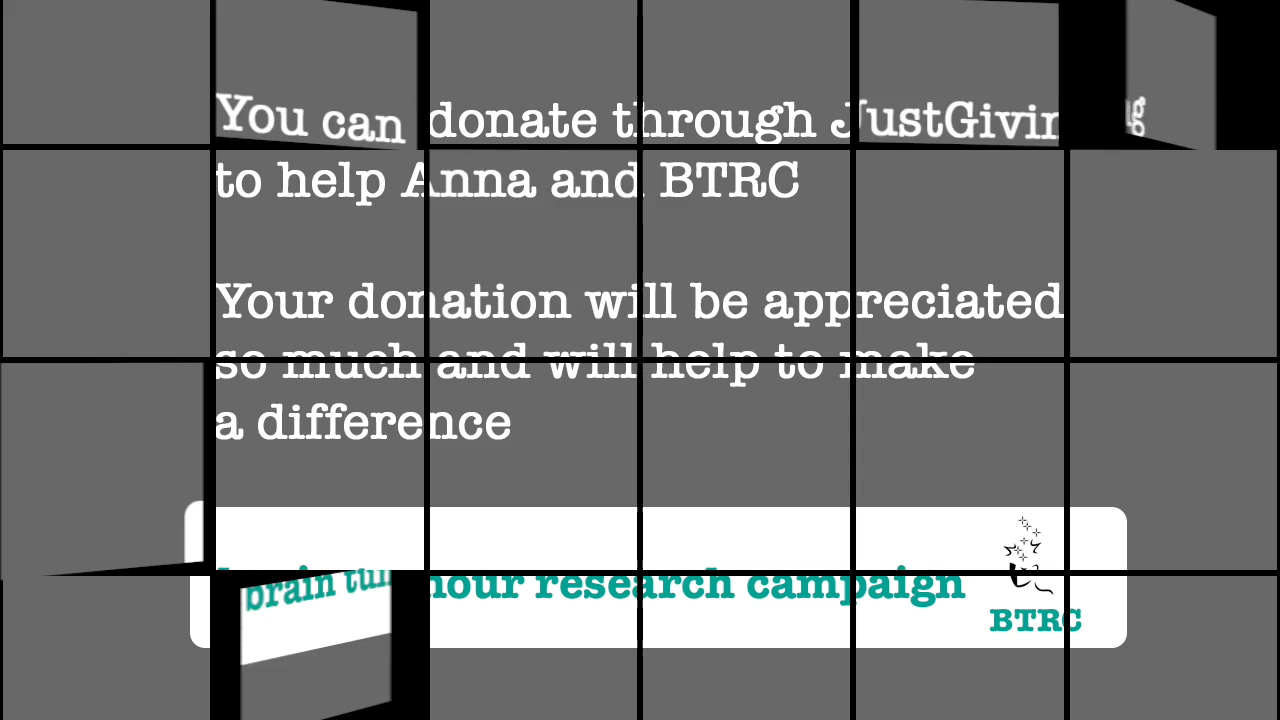 You can donate through JustGiving
to help Anna and BTRC
Your donation will be appreciated
so much and will help to make
a difference
brain tumour research campaign
BTRC